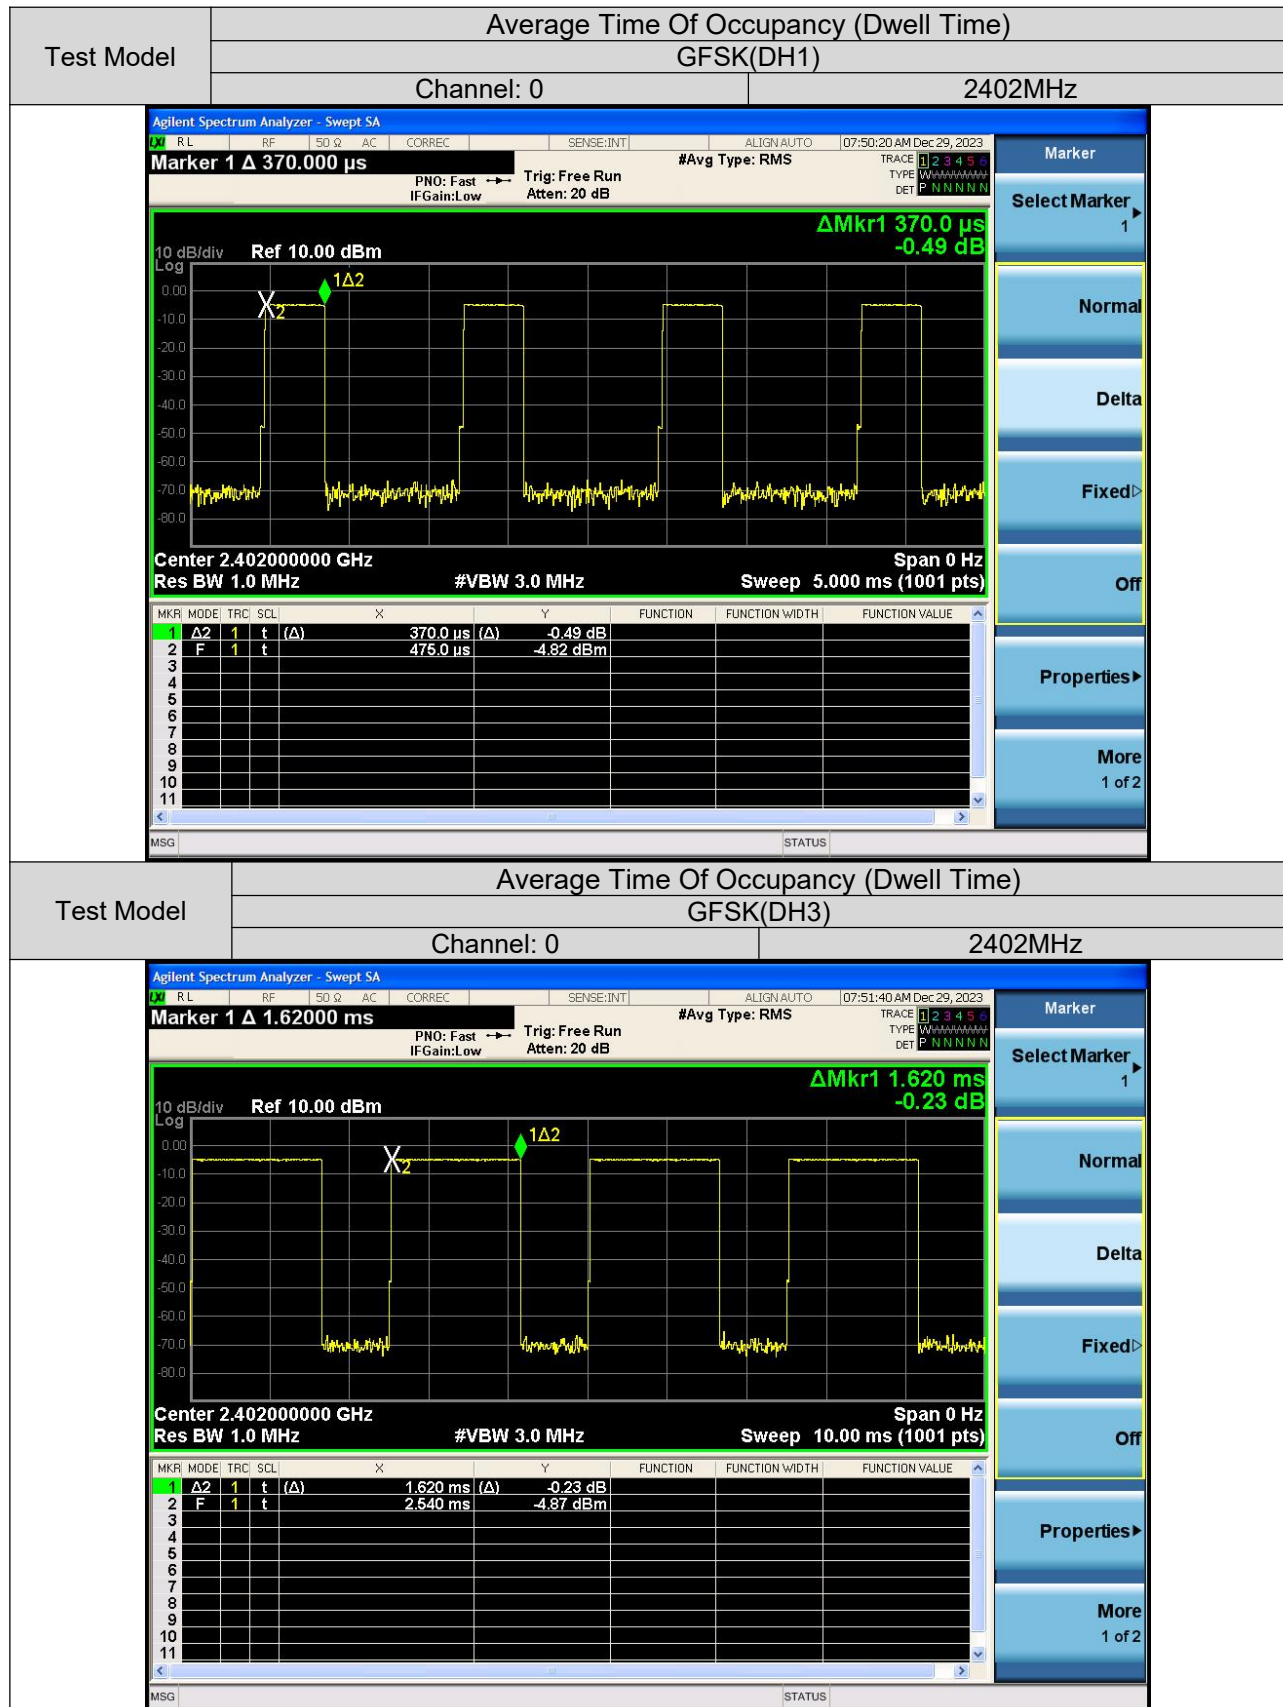 Test Model
Average Time Of Occupancy (Dwell Time)
GFSK(DH1)
Channel: 0 2402MHz
Agilent Spectrum Analyzer - Swept SA
LXI RL RF 50 Ω AC CORREC SENSE:INT ALIGN AUTO 07:50:20 AM Dec 29, 2023
Marker 1 Δ 370.000 µs
PNO: Fast
IFGain:Low
Trig: Free Run
Atten: 20 dB
#Avg Type: RMS
TRACE 1 2 3 4 5 6
TYPE
DET P N N N N N
ΔMkr1 370.0 µs
-0.49 dB
10 dB/div Ref 10.00 dBm
Log
0.00
-10.0
-20.0
-30.0
-40.0
-50.0
-60.0
-70.0
-80.0
X2
1Δ2
Center 2.402000000 GHz Span 0 Hz
Res BW 1.0 MHz #VBW 3.0 MHz Sweep 5.000 ms (1001 pts)
MKR MODE TRC SCL X Y FUNCTION FUNCTION WIDTH FUNCTION VALUE
1 Δ2 1 t (Δ) 370.0 µs (Δ) -0.49 dB
2 F 1 t 475.0 µs -4.82 dBm
3
4
5
6
7
8
9
10
11
MSG STATUS
Marker
Select Marker
1
Normal
Delta
Fixed
Off
Properties
More
1 of 2
Test Model
Average Time Of Occupancy (Dwell Time)
GFSK(DH3)
Channel: 0 2402MHz
Agilent Spectrum Analyzer - Swept SA
LXI RL RF 50 Ω AC CORREC SENSE:INT ALIGN AUTO 07:51:40 AM Dec 29, 2023
Marker 1 Δ 1.62000 ms
PNO: Fast
IFGain:Low
Trig: Free Run
Atten: 20 dB
#Avg Type: RMS
TRACE 1 2 3 4 5 6
TYPE
DET P N N N N N
ΔMkr1 1.620 ms
-0.23 dB
10 dB/div Ref 10.00 dBm
Log
0.00
-10.0
-20.0
-30.0
-40.0
-50.0
-60.0
-70.0
-80.0
X2
1Δ2
Center 2.402000000 GHz Span 0 Hz
Res BW 1.0 MHz #VBW 3.0 MHz Sweep 10.00 ms (1001 pts)
MKR MODE TRC SCL X Y FUNCTION FUNCTION WIDTH FUNCTION VALUE
1 Δ2 1 t (Δ) 1.620 ms (Δ) -0.23 dB
2 F 1 t 2.540 ms -4.87 dBm
3
4
5
6
7
8
9
10
11
MSG STATUS
Marker
Select Marker
1
Normal
Delta
Fixed
Off
Properties
More
1 of 2